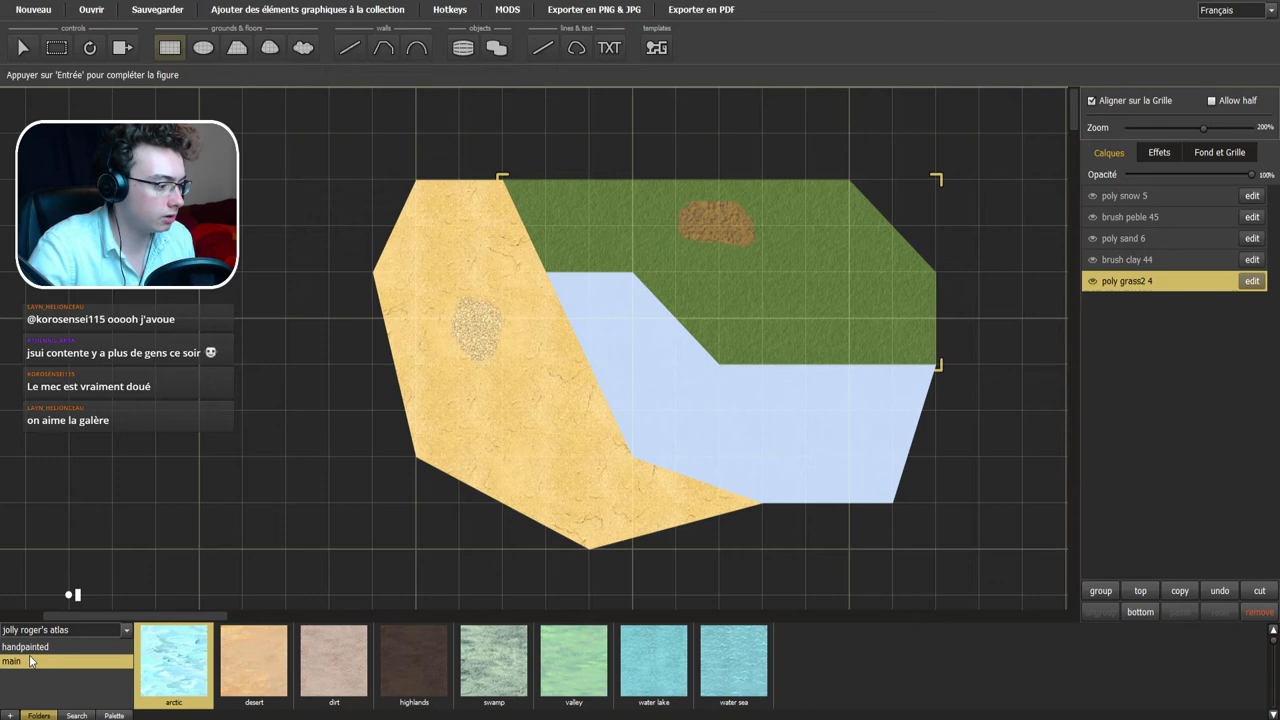 Nouveau Ouvrir Sauvegarder Ajouter des éléments graphiques à la collection Hotkeys MODS Exporter en PNG & JPG Exporter en PDF Français
controls grounds & floors walls objects lines & text templates
TXT
Appuyer sur 'Entrée' pour compléter la figure
Aligner sur la Grille Allow half
Zoom 200%
Calques Effets Fond et Grille
Opacité 100%
poly snow 5 edit
brush peble 45 edit
poly sand 6 edit
brush clay 44 edit
poly grass2 4 edit
LAYN_HELIONCEAU
@korosensei115 ooooh j'avoue
jsui contente y a plus de gens ce soir
KOROSENSEI115
Le mec est vraiment doué
LAYN_HELIONCEAU
on aime la galère
group top copy undo cut
bottom remove
jolly roger's atlas
handpainted
main
arctic desert dirt highlands swamp valley water lake water sea
+ Folders Search Palette